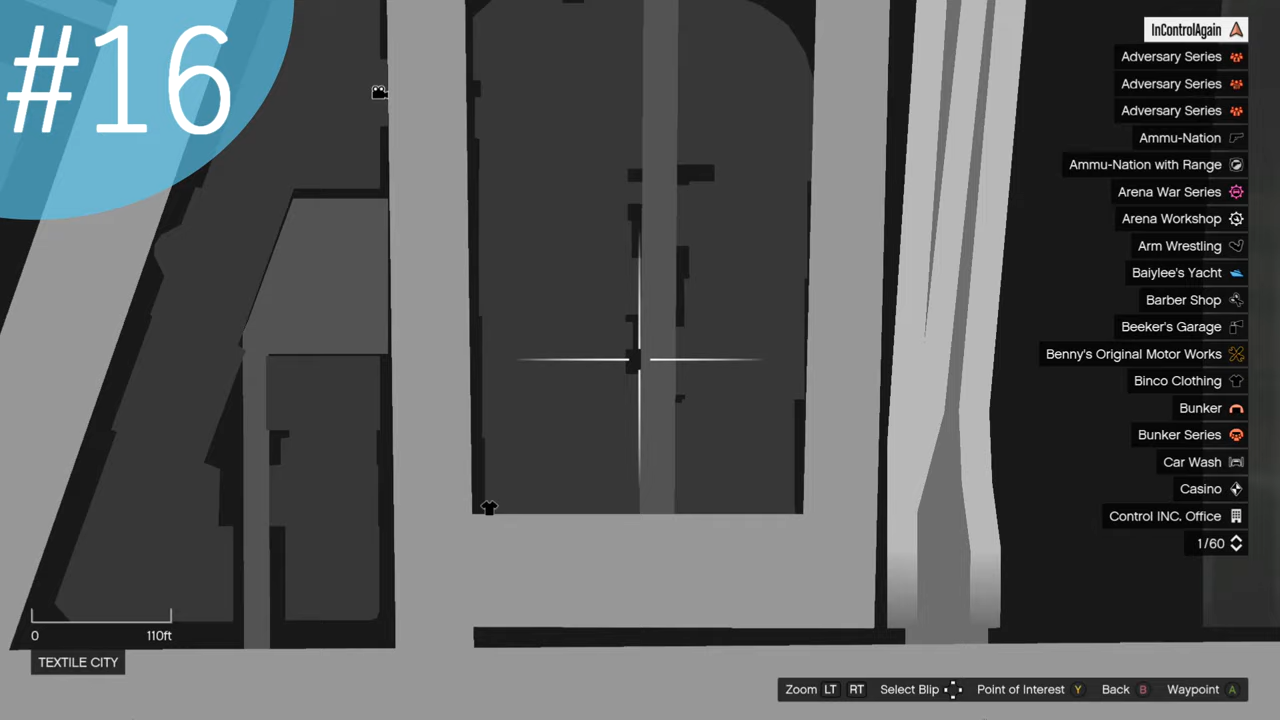 #16
InControlAgain
Adversary Series
Adversary Series
Adversary Series
Ammu-Nation
Ammu-Nation with Range
Arena War Series
Arena Workshop
Arm Wrestling
Baiylee's Yacht
Barber Shop
Beeker's Garage
Benny's Original Motor Works
Binco Clothing
Bunker
Bunker Series
Car Wash
Casino
Control INC. Office
1/60
0 110ft
TEXTILE CITY
Zoom LT RT Select Blip Point of Interest Y Back B Waypoint A